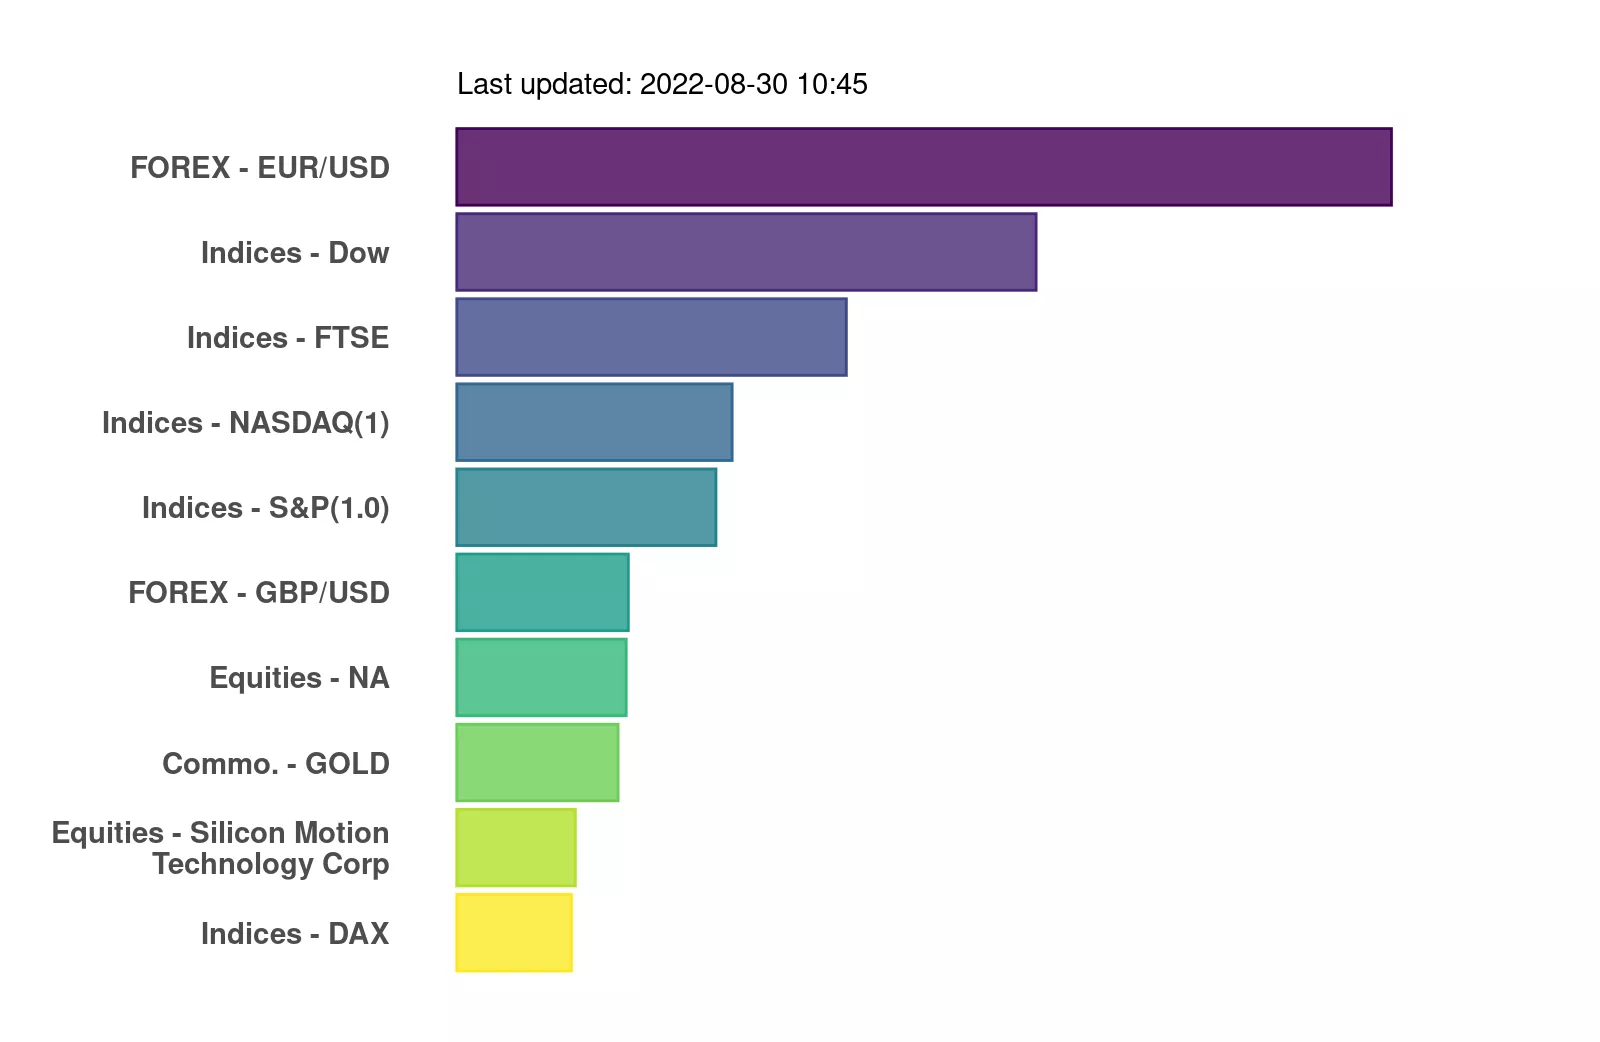 Last updated: 2022-08-30 10:45
FOREX - EUR/USD
Indices - Dow
Indices - FTSE
Indices - NASDAQ(1)
Indices - S&P(1.0)
FOREX - GBP/USD
Equities - NA
Commo. - GOLD
Equities - Silicon Motion
Technology Corp
Indices - DAX